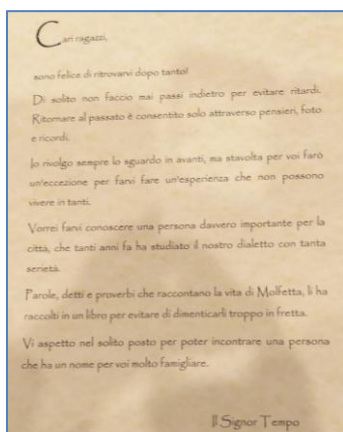 Cari ragazzi,
sono felice di ritrovarvi dopo tanto!
Di solito non faccio mai passi indietro per evitare ritardi.
Ritornare al passato è consentito solo attraverso pensieri, foto
e ricordi.
Io rivolgo sempre lo sguardo in avanti, ma stavolta per voi farò
un'eccezione per farvi fare un'esperienza che non possono
vivere in tanti.
Vorrei farvi conoscere una persona davvero importante per la
città, che tanti anni fa ha studiato il nostro dialetto con tanta
serietà.
Parole, detti e proverbi che raccontano la vita di Molfetta, li ha
raccolti in un libro per evitare di dimenticarli troppo in fretta.
Vi aspetto nel solito posto per poter incontrare una persona
che ha un nome per voi molto famigliare.
Il Signor Tempo